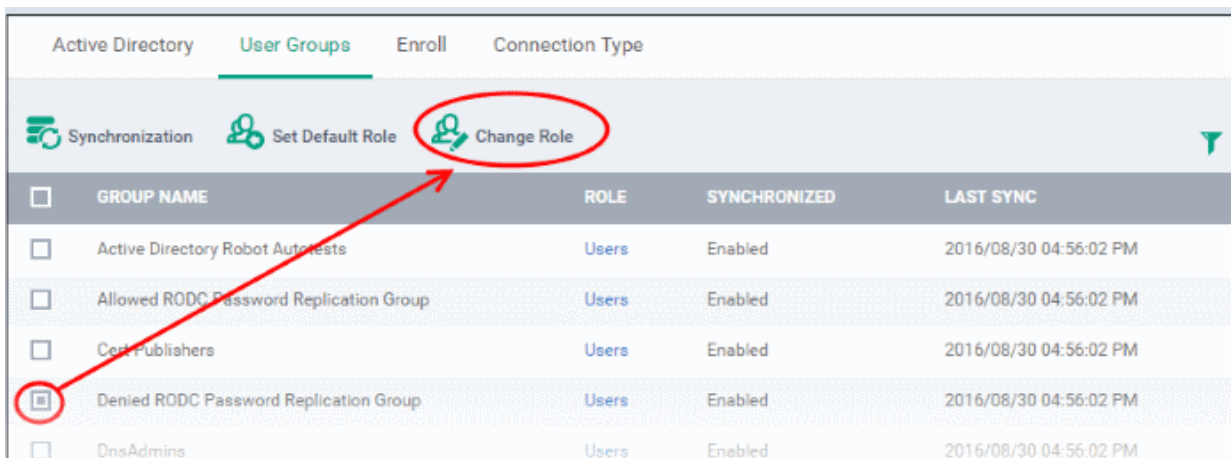 Active Directory User Groups Enroll Connection Type
Synchronization Set Default Role Change Role
GROUP NAME ROLE SYNCHRONIZED LAST SYNC
Active Directory Robot Autotests Users Enabled 2016/08/30 04:56:02 PM
Allowed RODC Password Replication Group Users Enabled 2016/08/30 04:56:02 PM
Cert Publishers Users Enabled 2016/08/30 04:56:02 PM
Denied RODC Password Replication Group Users Enabled 2016/08/30 04:56:02 PM
DnsAdmins Users Enabled 2016/08/30 04:56:02 PM